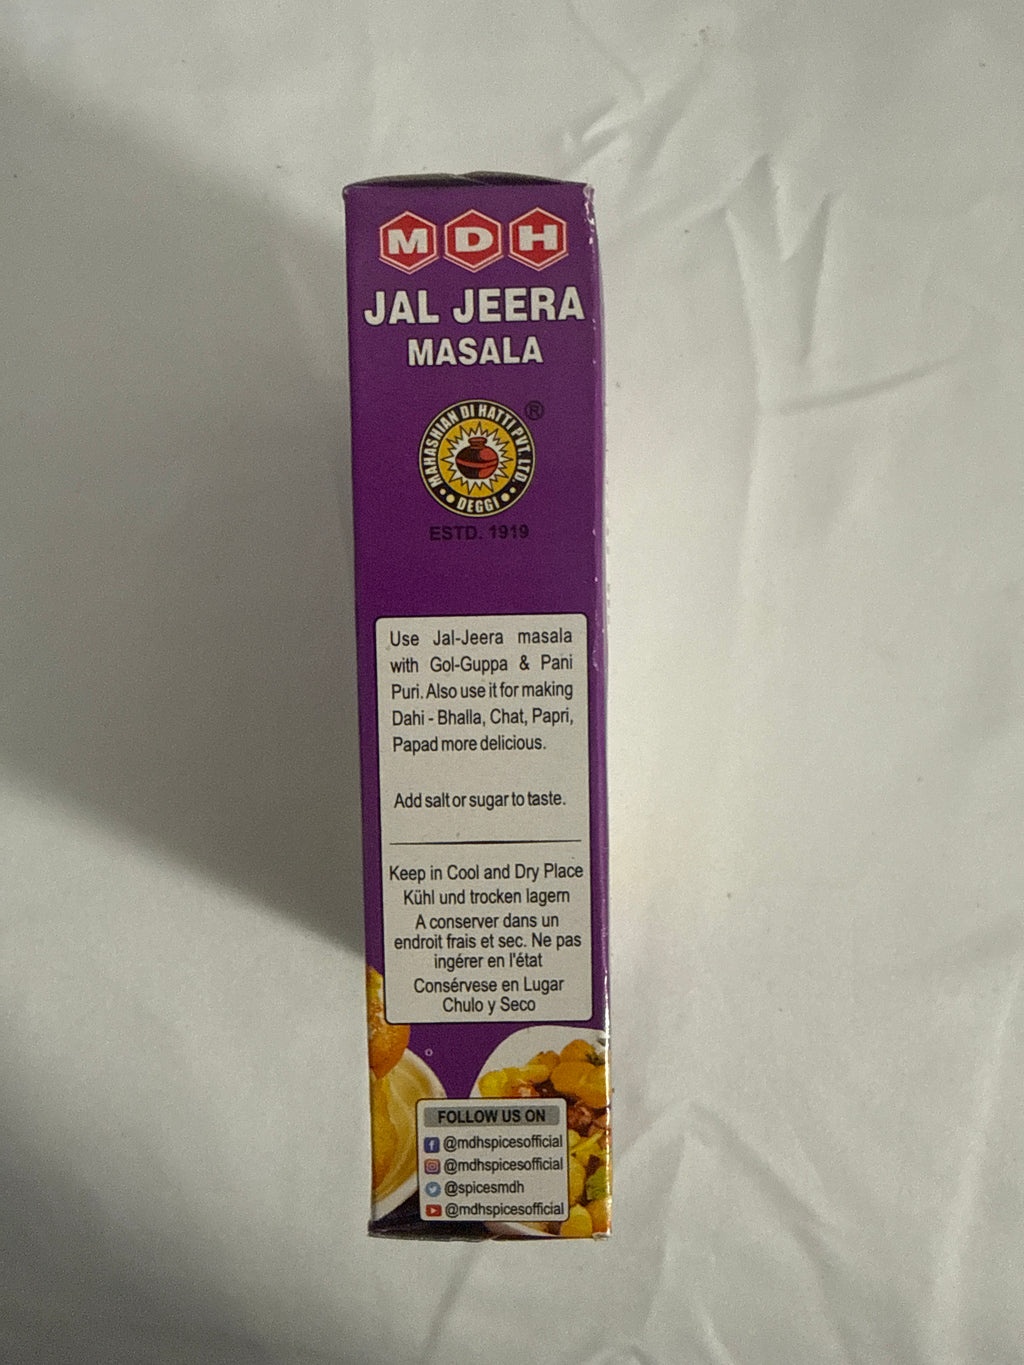 MDH
JAL JEERA
MASALA
MAHASHIAN DI HATTI PVT. LTD.
DEGGI
®
ESTD. 1919
Use Jal-Jeera masala
with Gol-Guppa & Pani
Puri. Also use it for making
Dahi - Bhalla, Chat, Papri,
Papad more delicious.
Add salt or sugar to taste.
Keep in Cool and Dry Place
Kühl und trocken lagern
A conserver dans un
endroit frais et sec. Ne pas
ingérer en l'état
Consérvese en Lugar
Chulo y Seco
FOLLOW US ON
@mdhspicesofficial
@mdhspicesofficial
@spicesmdh
@mdhspicesofficial